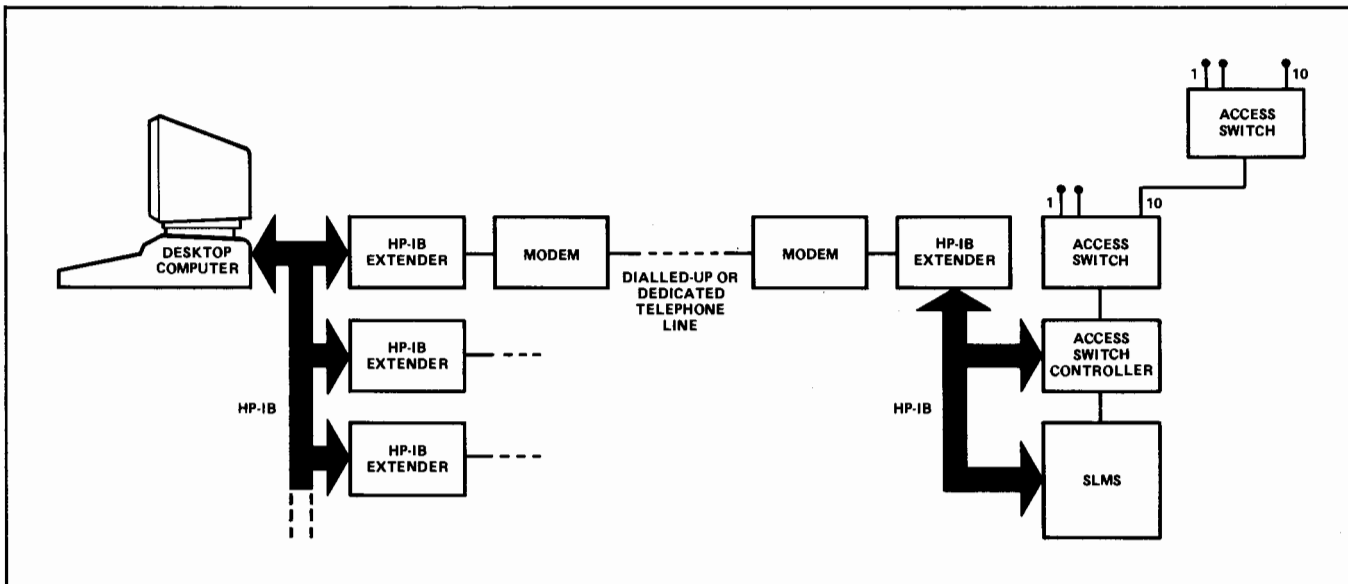 1
10
ACCESS
SWITCH
1
10
DESKTOP
COMPUTER
HP-IB
EXTENDER
MODEM
DIALLED-UP OR
DEDICATED
TELEPHONE
LINE
MODEM
HP-IB
EXTENDER
ACCESS
SWITCH
HP-IB
EXTENDER
ACCESS
SWITCH
CONTROLLER
HP-IB
HP-IB
EXTENDER
HP-IB
SLMS